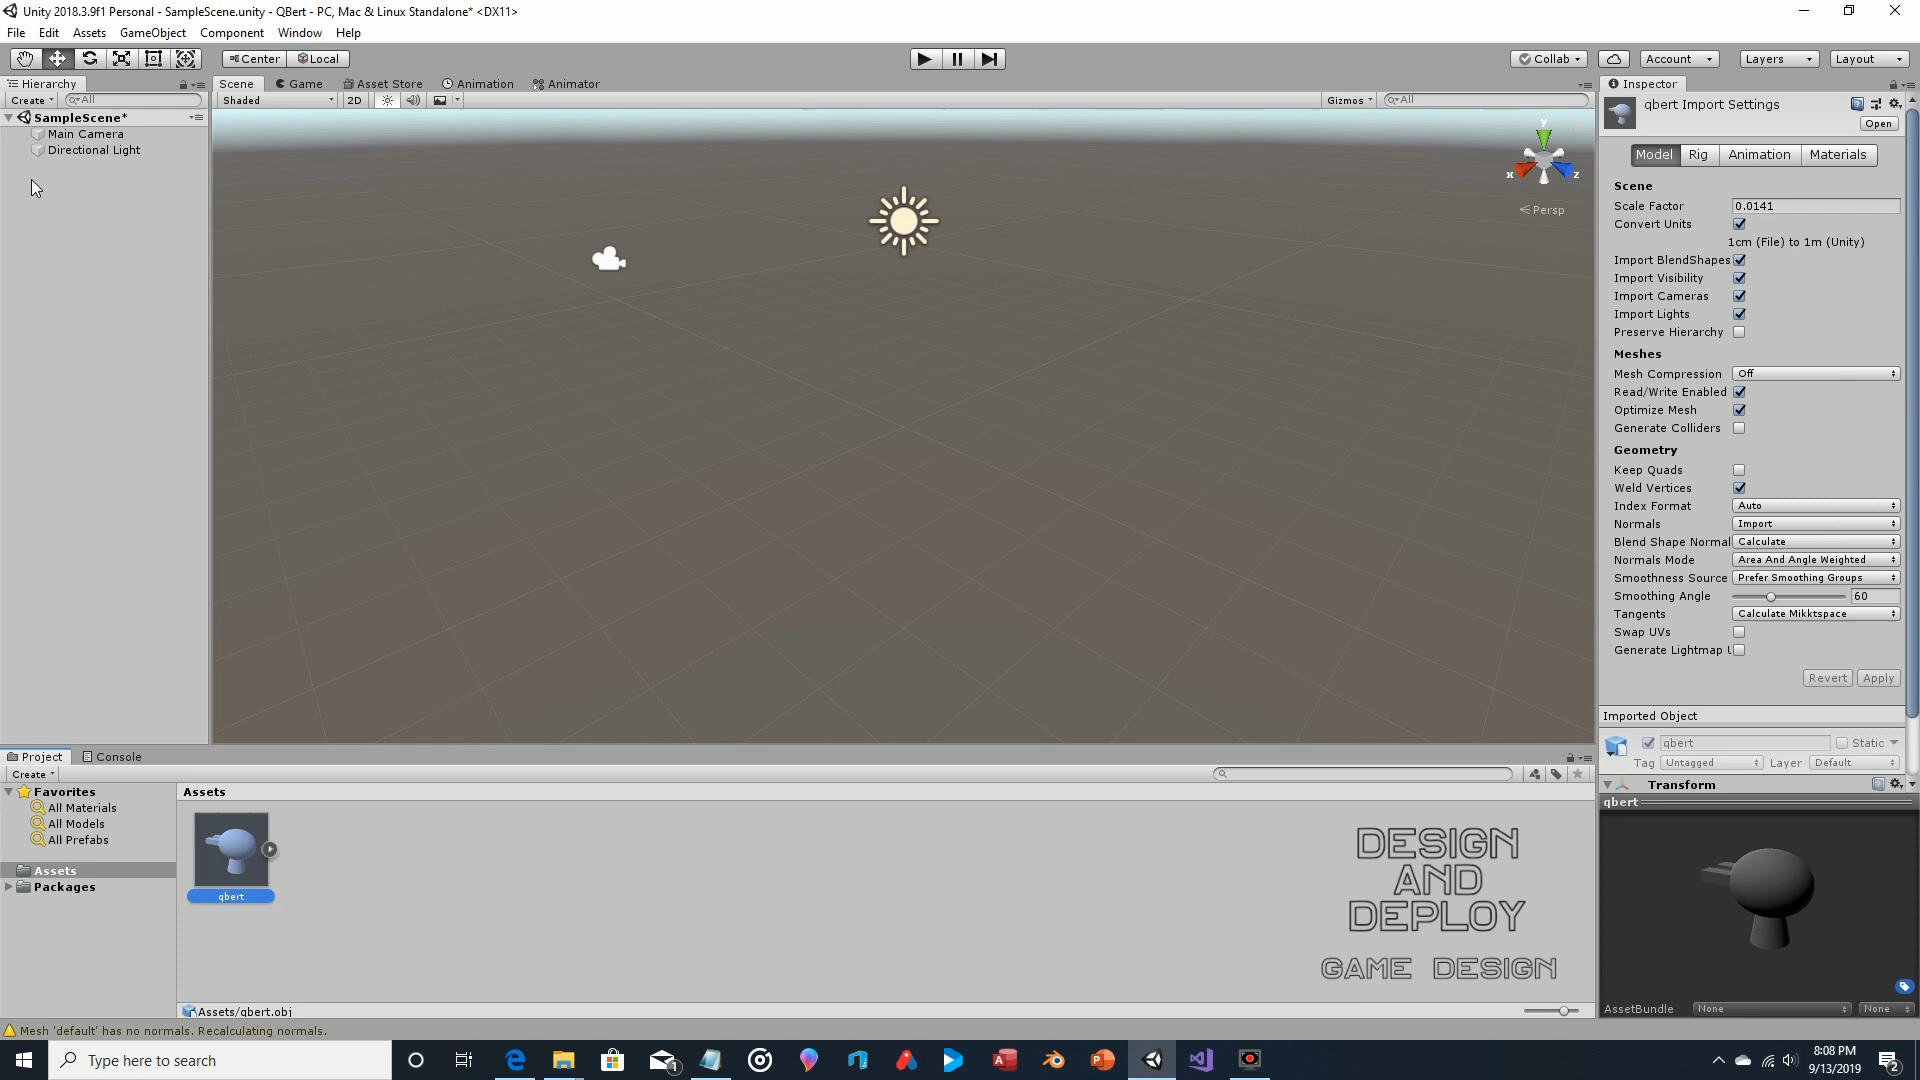 Unity 2018.3.9f1 Personal - SampleScene.unity - QBert - PC, Mac & Linux Standalone* <DX11>
File Edit Assets GameObject Component Window Help
Center Local Collab Account Layers Layout
Hierarchy
Create All
SampleScene*
Main Camera
Directional Light
Scene Game Asset Store Animation Animator
Shaded 2D Gizmos All
y
x z
Persp
Inspector
qbert Import Settings
Open
Model Rig Animation Materials
Scene
Scale Factor 0.0141
Convert Units
1cm (File) to 1m (Unity)
Import BlendShapes
Import Visibility
Import Cameras
Import Lights
Preserve Hierarchy
Meshes
Mesh Compression Off
Read/Write Enabled
Optimize Mesh
Generate Colliders
Geometry
Keep Quads
Weld Vertices
Index Format Auto
Normals Import
Blend Shape Normal Calculate
Normals Mode Area And Angle Weighted
Smoothness Source Prefer Smoothing Groups
Smoothing Angle 60
Tangents Calculate Mikktspace
Swap UVs
Generate Lightmap U
Revert Apply
Imported Object
qbert Static
Tag Untagged Layer Default
Transform
qbert
AssetBundle None None
Project Console
Create
Favorites
All Materials
All Models
All Prefabs
Assets
Packages
Assets
qbert
DESIGN
AND
DEPLOY
GAME DESIGN
Assets/qbert.obj
Mesh 'default' has no normals. Recalculating normals.
Type here to search
1
8:08 PM
9/13/2019
2